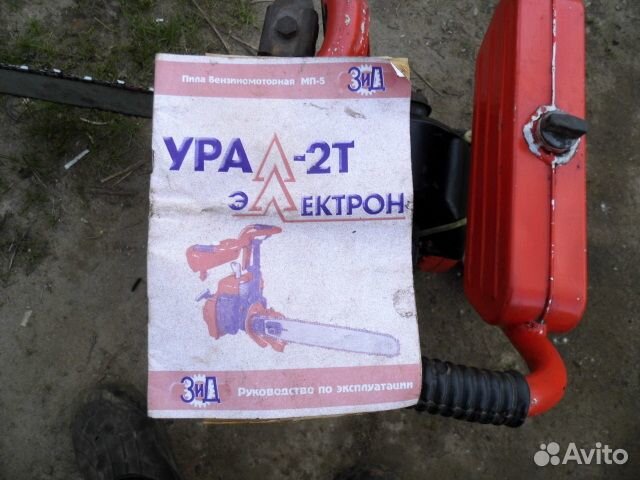 Пила бензиномоторная МП-5 ЗиД
УРАЛ-2Т
ЭЛЕКТРОН
ЗиД Руководство по эксплуатации
Avito